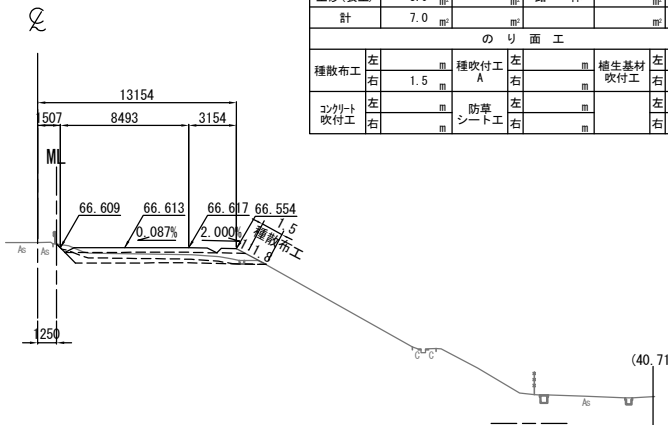 計 7.0 m² m² m²
の り 面 工
種散布工 左 m 種吹付工A 左 m 植生基材吹付工 左
右 1.5 m 右 m 右
コンクリート吹付工 左 m 防草シート工 右 m 左
右 m 右
13154
1507 8493 3154
ML
66.609 66.613 66.617 66.554
0.087% 2.000%
1.5
種散布工
1:1.8
As As
1250
C C
(40.71
As